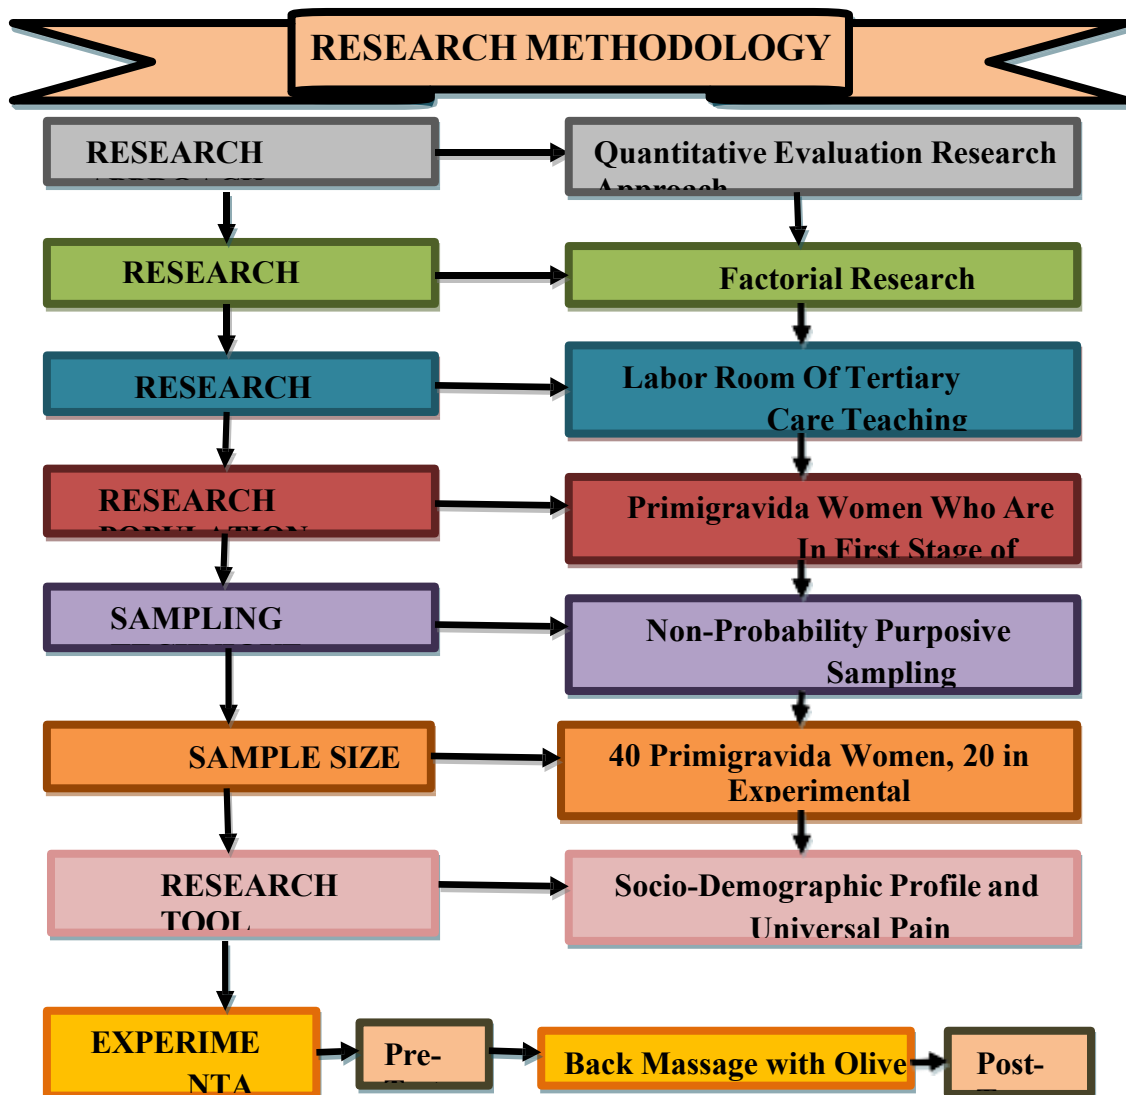 RESEARCH METHODOLOGY
RESEARCH
Quantitative Evaluation Research
Approach
RESEARCH
Factorial Research
RESEARCH
Labor Room Of Tertiary
Care Teaching
RESEARCH
POPULATION
Primigravida Women Who Are
In First Stage of
SAMPLING
Non-Probability Purposive
Sampling
SAMPLE SIZE
40 Primigravida Women, 20 in
Experimental
RESEARCH
TOOL
Socio-Demographic Profile and
Universal Pain
EXPERIME
NTA
Pre-
Back Massage with Olive
Post-